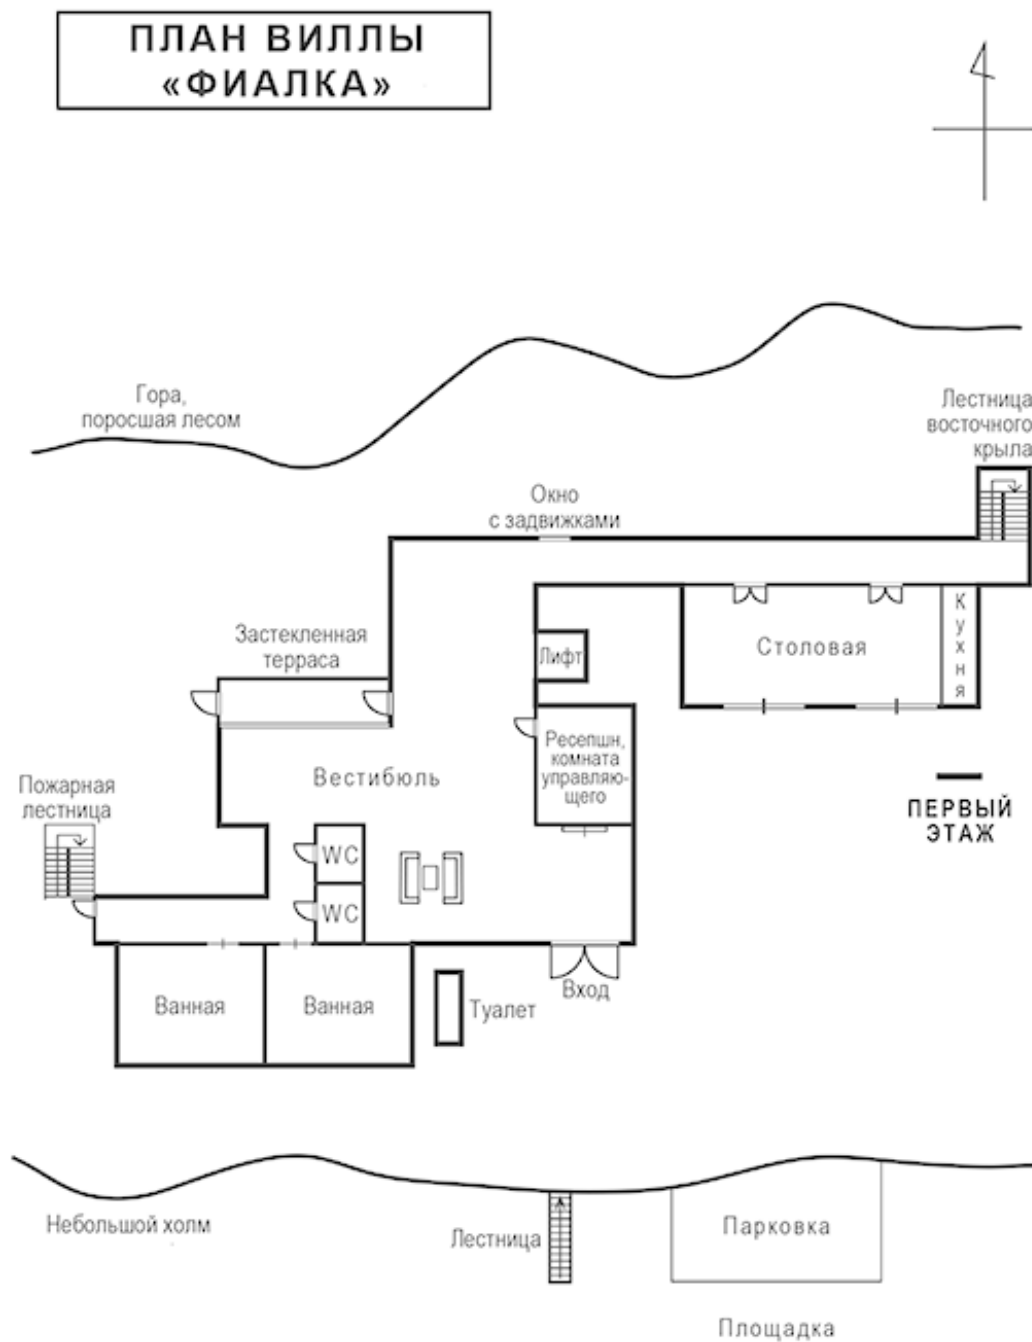 ПЛАН ВИЛЛЫ
«ФИАЛКА»
Гора,
поросшая лесом
Лестница
восточного
крыла
Окно
с задвижками
Застекленная
терраса
Лифт
Столовая
Кухня
Ресепшн,
комната
управляю-
щего
Вестибюль
Пожарная
лестница
ПЕРВЫЙ
ЭТАЖ
WC
WC
Ванная
Ванная
Туалет
Вход
Небольшой холм
Лестница
Парковка
Площадка